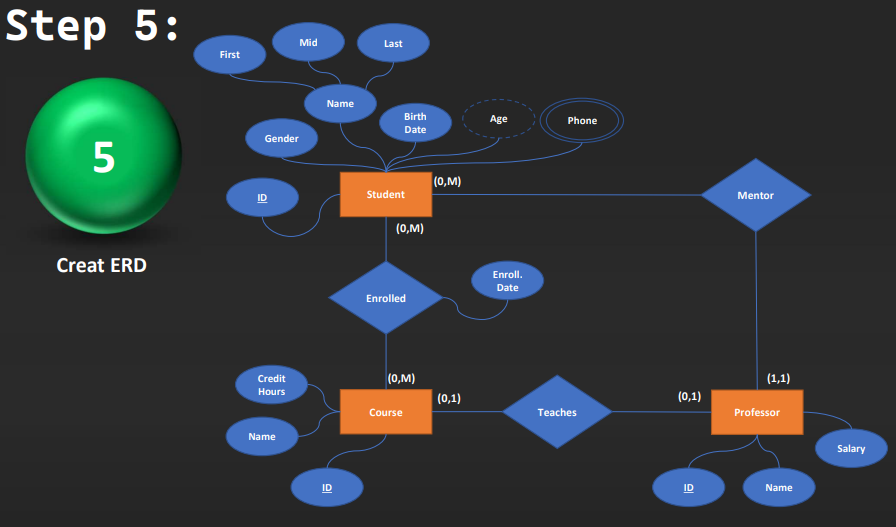 Step 5:
5
Creat ERD
First
Mid
Last
Name
Gender
Birth
Date
Age
Phone
ID
Student
(0,M)
Mentor
(0,M)
Enrolled
Enroll.
Date
(0,M)
Credit
Hours
Name
Course
(0,1)
Teaches
(0,1)
(1,1)
Professor
Salary
ID
ID
Name